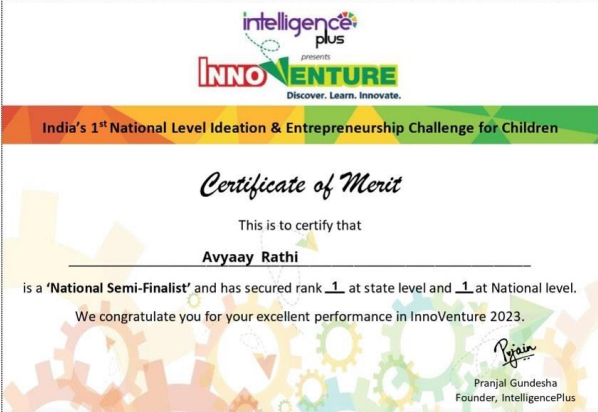 intelligence
plus
presents
INNOVENTURE
Discover. Learn. Innovate.
India's 1st National Level Ideation & Entrepreneurship Challenge for Children
Certificate of Merit
This is to certify that
Avyaay Rathi
is a 'National Semi-Finalist' and has secured rank 1 at state level and 1 at National level.
We congratulate you for your excellent performance in InnoVenture 2023.
Pranjal Gundesha
Founder, IntelligencePlus